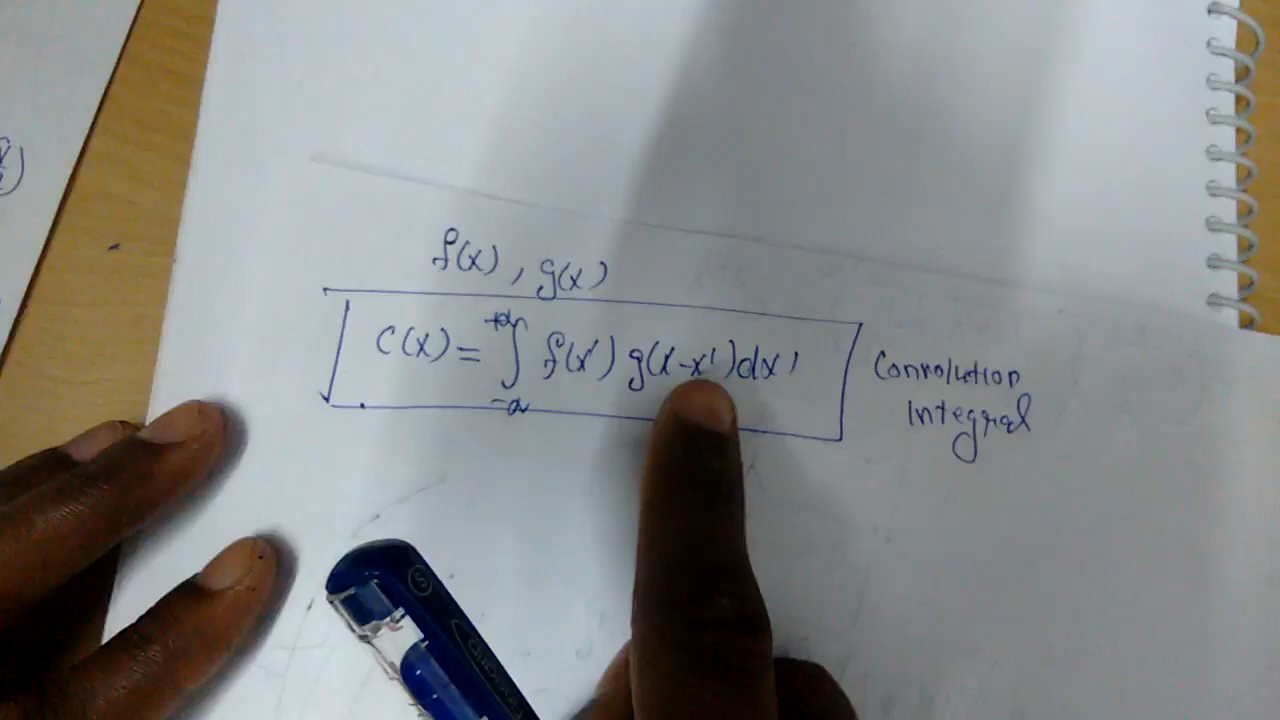 f(x), g(x)
C(x) = ∫_{-∞}^{+∞} f(x') g(x-x')dx'
Convolution
Integral